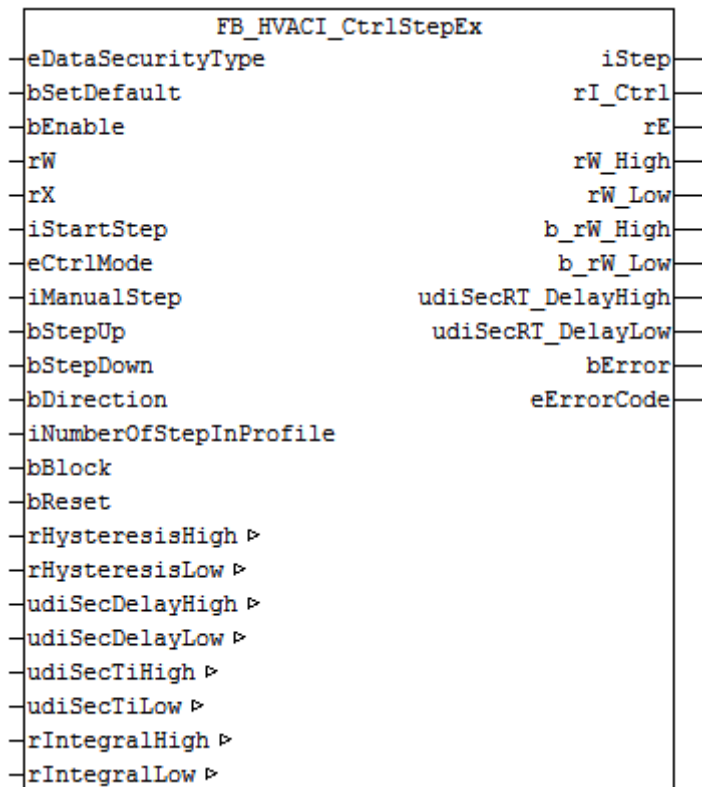 FB_HVACI_CtrlStepEx
eDataSecurityType iStep
bSetDefault rI_Ctrl
bEnable rE
rW rW_High
rX rW_Low
iStartStep b_rW_High
eCtrlMode b_rW_Low
iManualStep udiSecRT_DelayHigh
bStepUp udiSecRT_DelayLow
bStepDown bError
bDirection eErrorCode
iNumberOfStepInProfile
bBlock
bReset
rHysteresisHigh ▷
rHysteresisLow ▷
udiSecDelayHigh ▷
udiSecDelayLow ▷
udiSecTiHigh ▷
udiSecTiLow ▷
rIntegralHigh ▷
rIntegralLow ▷